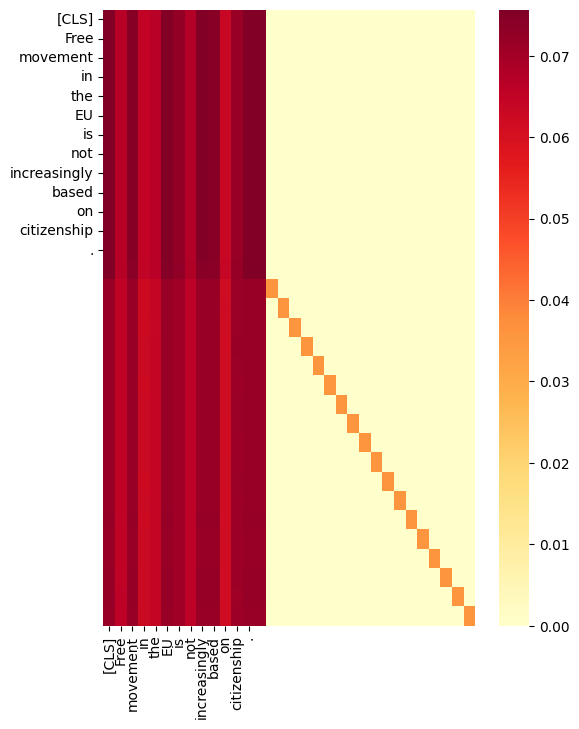 [CLS]
Free
movement
in
the
EU
is
not
increasingly
based
on
citizenship
.
0.07
0.06
0.05
0.04
0.03
0.02
0.01
0.00
[CLS]
Free
movement
in
the
EU
is
not
increasingly
based
on
citizenship
.